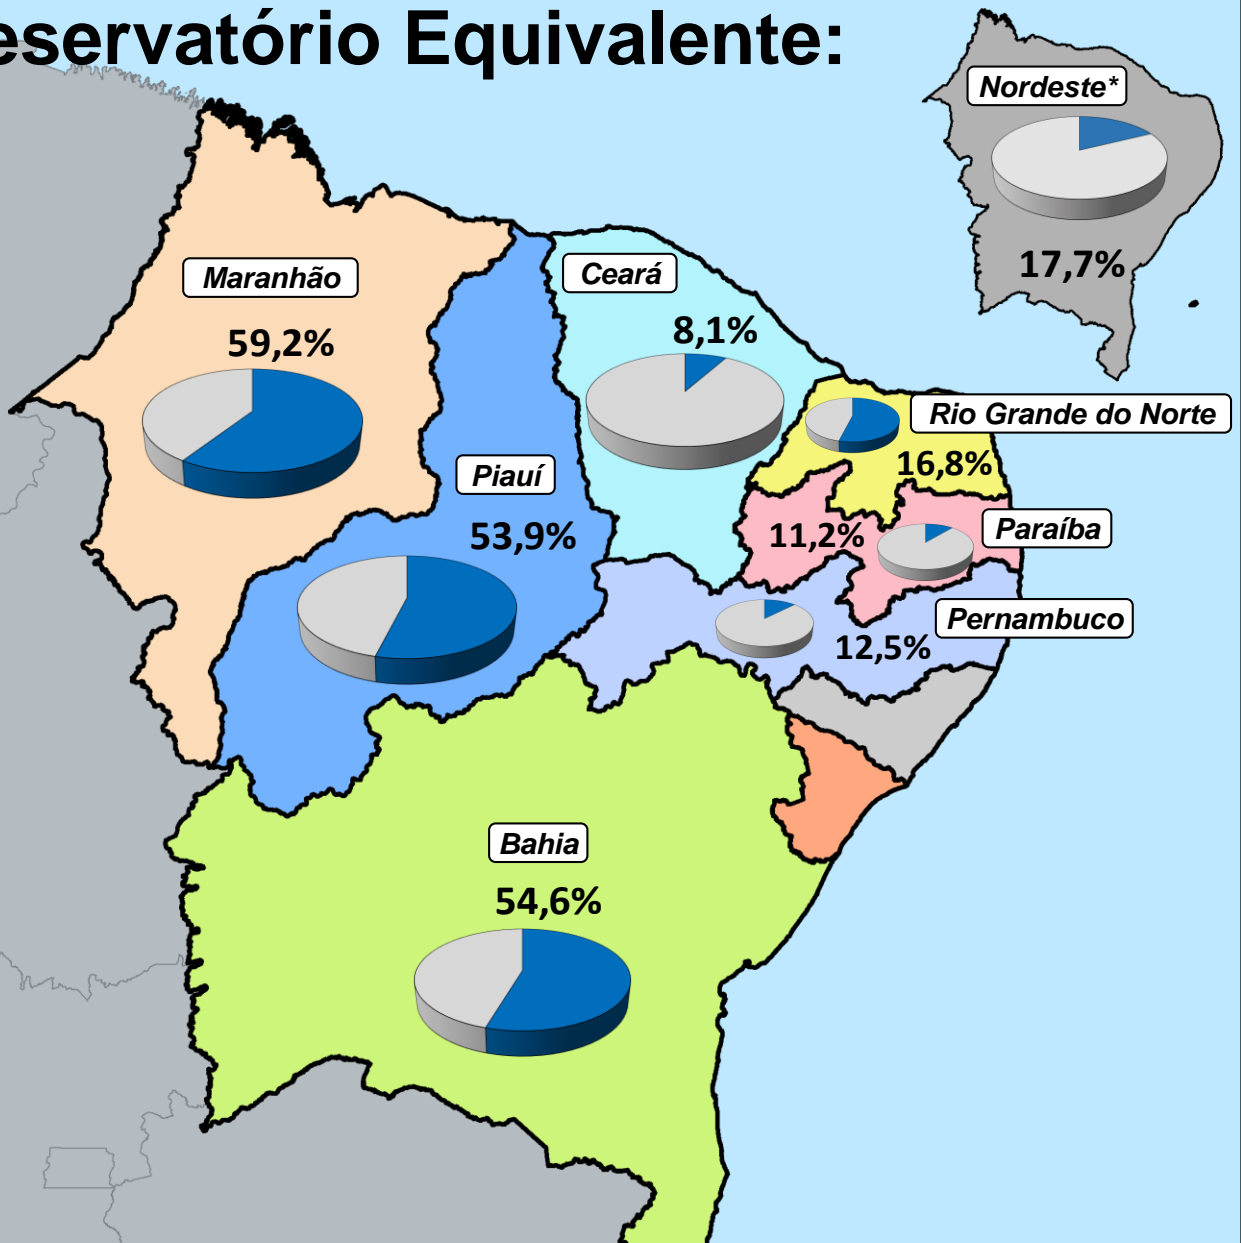 eservatório Equivalente:
Nordeste*
17,7%
Maranhão
59,2%
Ceará
8,1%
Rio Grande do Norte
16,8%
Piauí
53,9%
Paraíba
11,2%
Pernambuco
12,5%
Bahia
54,6%